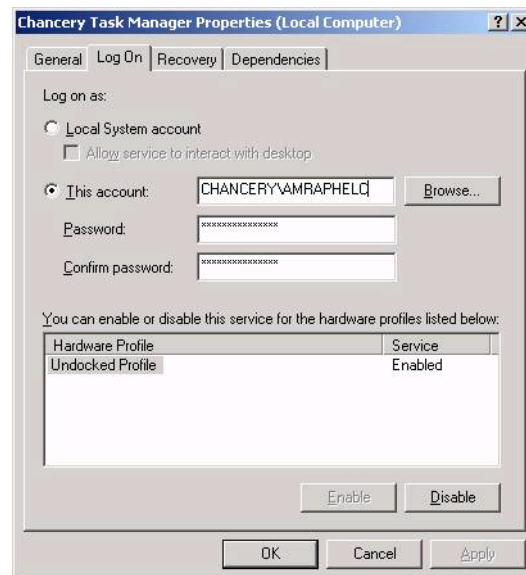 Chancery Task Manager Properties (Local Computer)
General Log On Recovery Dependencies
Log on as:
Local System account
Allow service to interact with desktop
This account: CHANCERY\AMRAPHELC Browse...
Password: ***************
Confirm password: ***************
You can enable or disable this service for the hardware profiles listed below:
Hardware Profile Service
Undocked Profile Enabled
Enable Disable
OK Cancel Apply